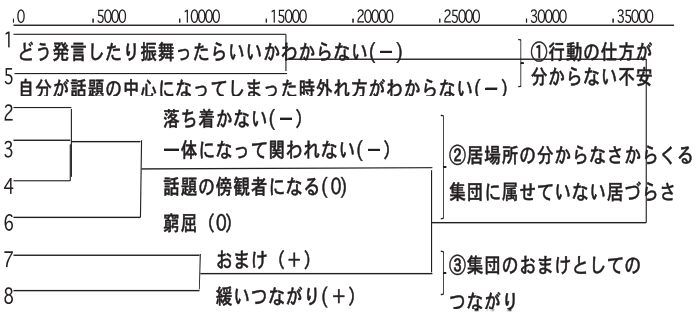 0 5000 10000 15000 20000 25000 30000 35000
1 どう発言したり振舞ったらいいかわからない(－)
①行動の仕方が
分からない不安
5 自分が話題の中心になってしまった時外れ方がわからない(－)
2 落ち着かない(－)
3 一体になって関われない(－)
②居場所の分からなさからくる
4 話題の傍観者になる(0)
集団に属せていない居づらさ
6 窮屈 (0)
7 おまけ (＋)
③集団のおまけとしての
8 緩いつながり(＋)
つながり